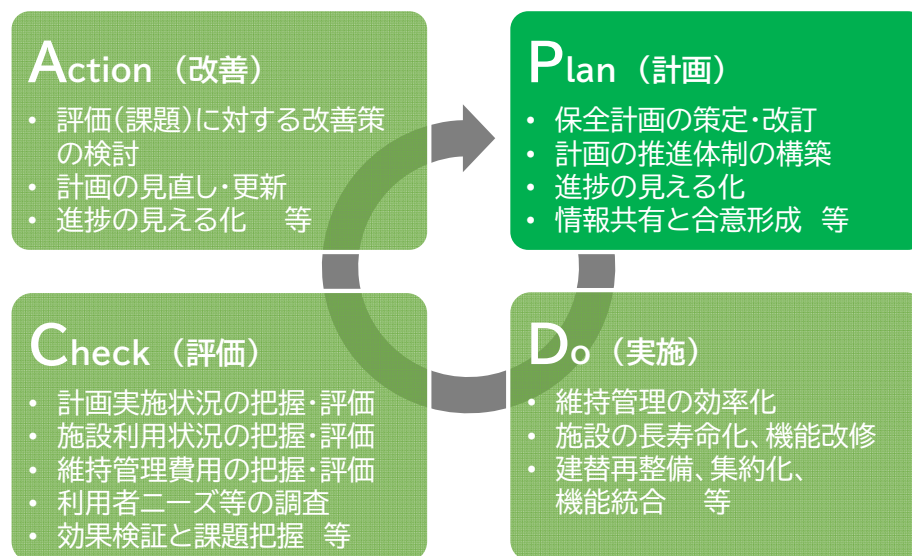 Action（改善）
• 評価（課題）に対する改善策
の検討
• 計画の見直し・更新
• 進捗の見える化　等
Plan（計画）
• 保全計画の策定・改訂
• 計画の推進体制の構築
• 進捗の見える化
• 情報共有と合意形成　等
Check（評価）
• 計画実施状況の把握・評価
• 施設利用状況の把握・評価
• 維持管理費用の把握・評価
• 利用者ニーズ等の調査
• 効果検証と課題把握　等
Do（実施）
• 維持管理の効率化
• 施設の長寿命化、機能改修
• 建替再整備、集約化、
機能統合　等